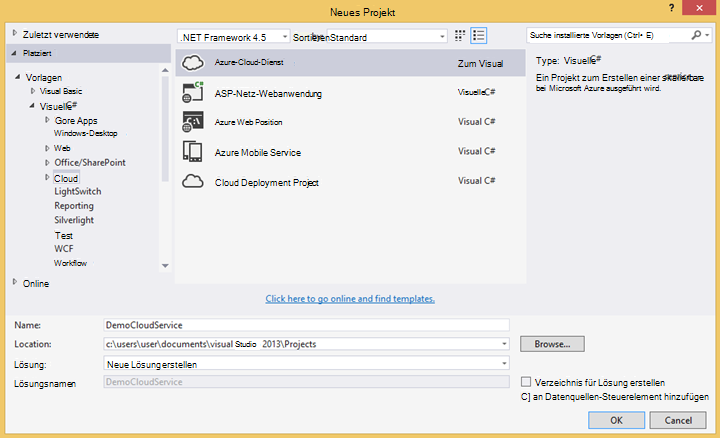 Neues Projekt
Zuletzt verwendete
.NET Framework 4.5
Standard
Suche installierte Vorlagen (Ctrl+ E)
Platziert
Vorlagen
Visual Basic
Visuelle C#
Gore Apps
Windows-Desktop
Web
Office/SharePoint
Cloud
LightSwitch
Reporting
Silverlight
Test
WCF
Workflow
Online
Azure-Cloud-Dienst Zum Visual
ASP-Netz-Webanwendung Visuelle C#
Azure Web Position Visual C#
Azure Mobile Service Visual C#
Cloud Deployment Project Visual C#
Click here to go online and find templates.
Type: Visuelle C#
Ein Projekt zum Erstellen einer
bei Microsoft Azure ausgeführt wird.
Name: DemoCloudService
Location: c:\users\user\documents\visual Studio 2013\Projects Browse...
Lösung: Neue Lösung erstellen
Lösungsnamen DemoCloudService
Verzeichnis für Lösung erstellen
C] an Datenquellen-Steuerelement hinzufügen
OK Cancel